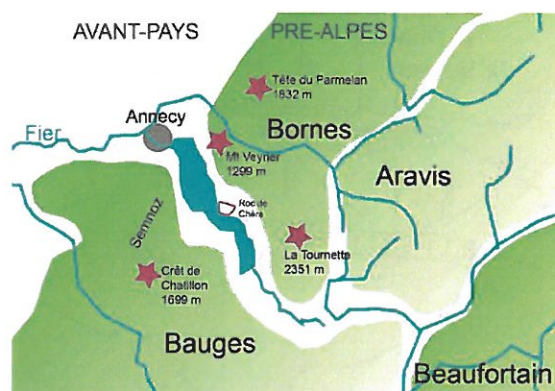 AVANT-PAYS
PRE-ALPES
Tête du Parmelan
1832 m
Annecy
Fier
Bornes
Mt Veyrier
1299 m
Aravis
Roc de
Chère
Semnoz
La Tournette
2351 m
Crêt de
Chatillon
1699 m
Bauges
Beaufortain